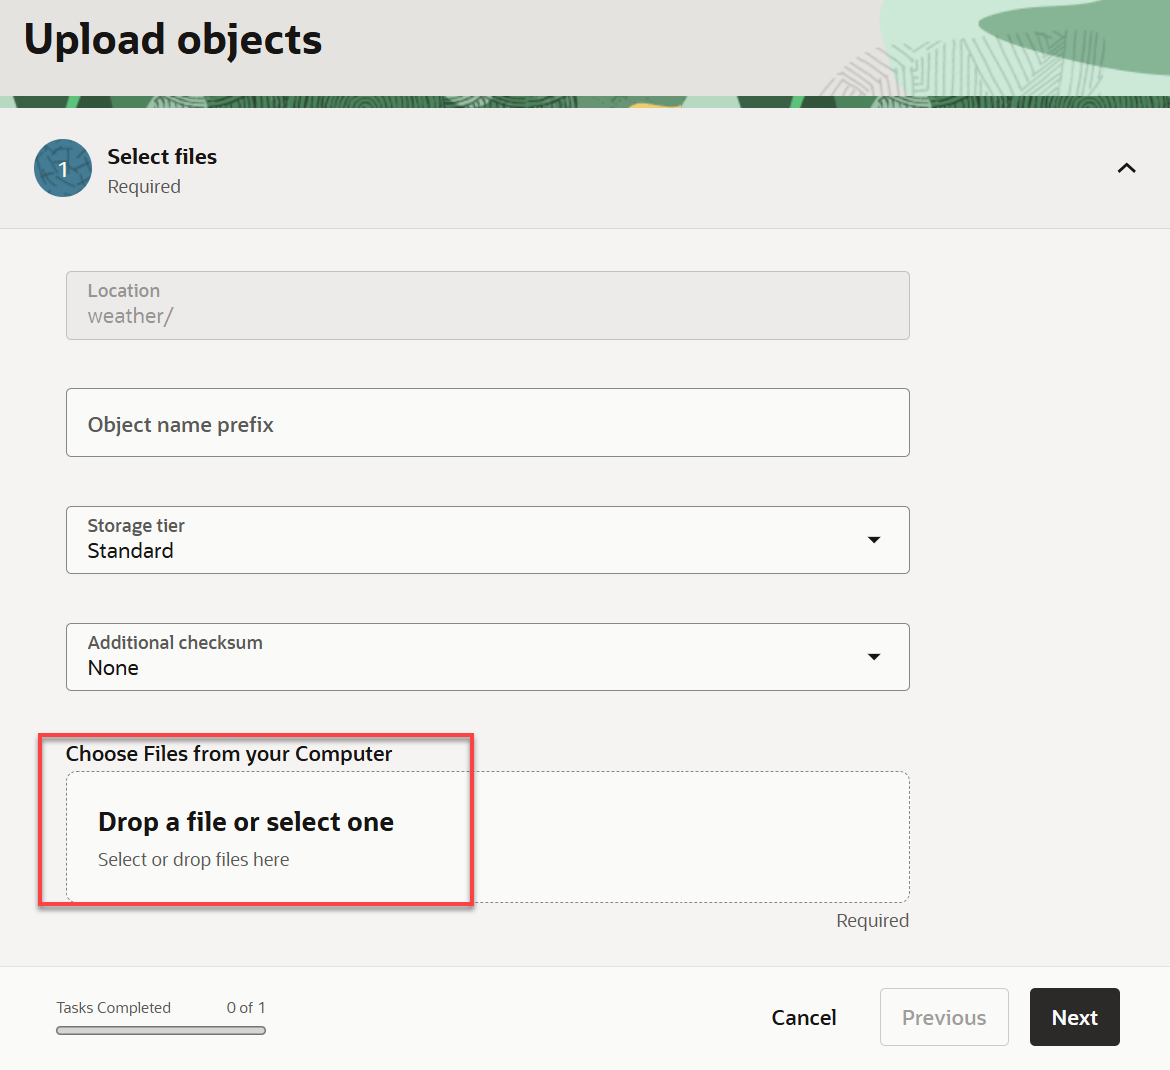 Upload objects
1
Select files
Required
Location
weather/
Object name prefix
Storage tier
Standard
Additional checksum
None
Choose Files from your Computer
Drop a file or select one
Select or drop files here
Required
Tasks Completed 0 of 1
Cancel Previous Next